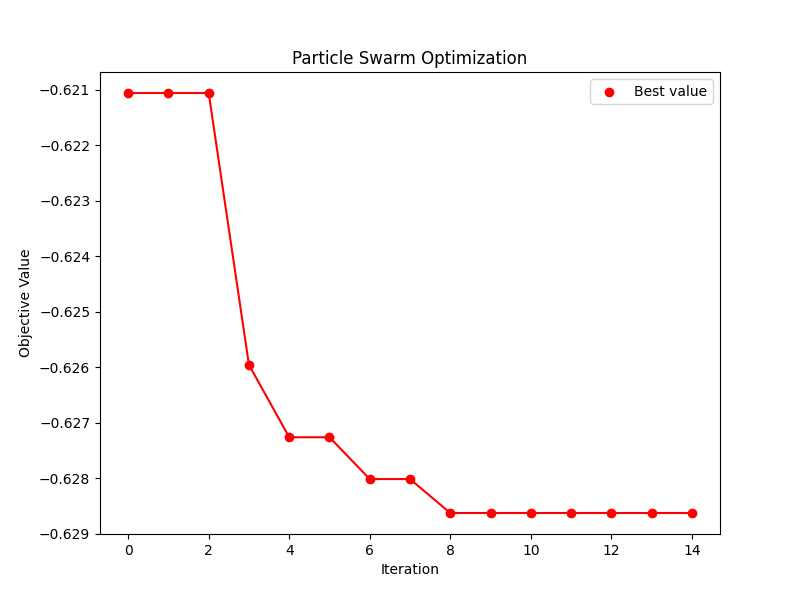 Particle Swarm Optimization
Best value
−0.621
−0.622
−0.623
−0.624
−0.625
−0.626
−0.627
−0.628
−0.629
Objective Value
0 2 4 6 8 10 12 14
Iteration